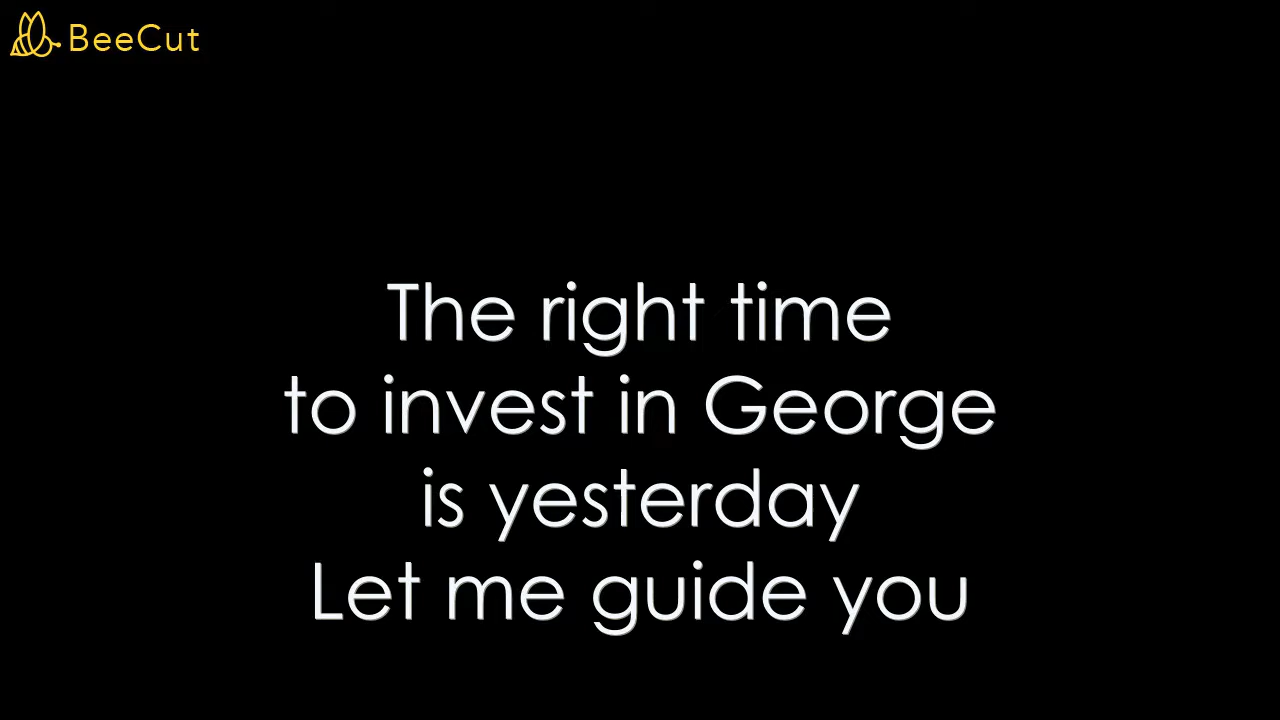 BeeCut
The right time
to invest in George
is yesterday
Let me guide you